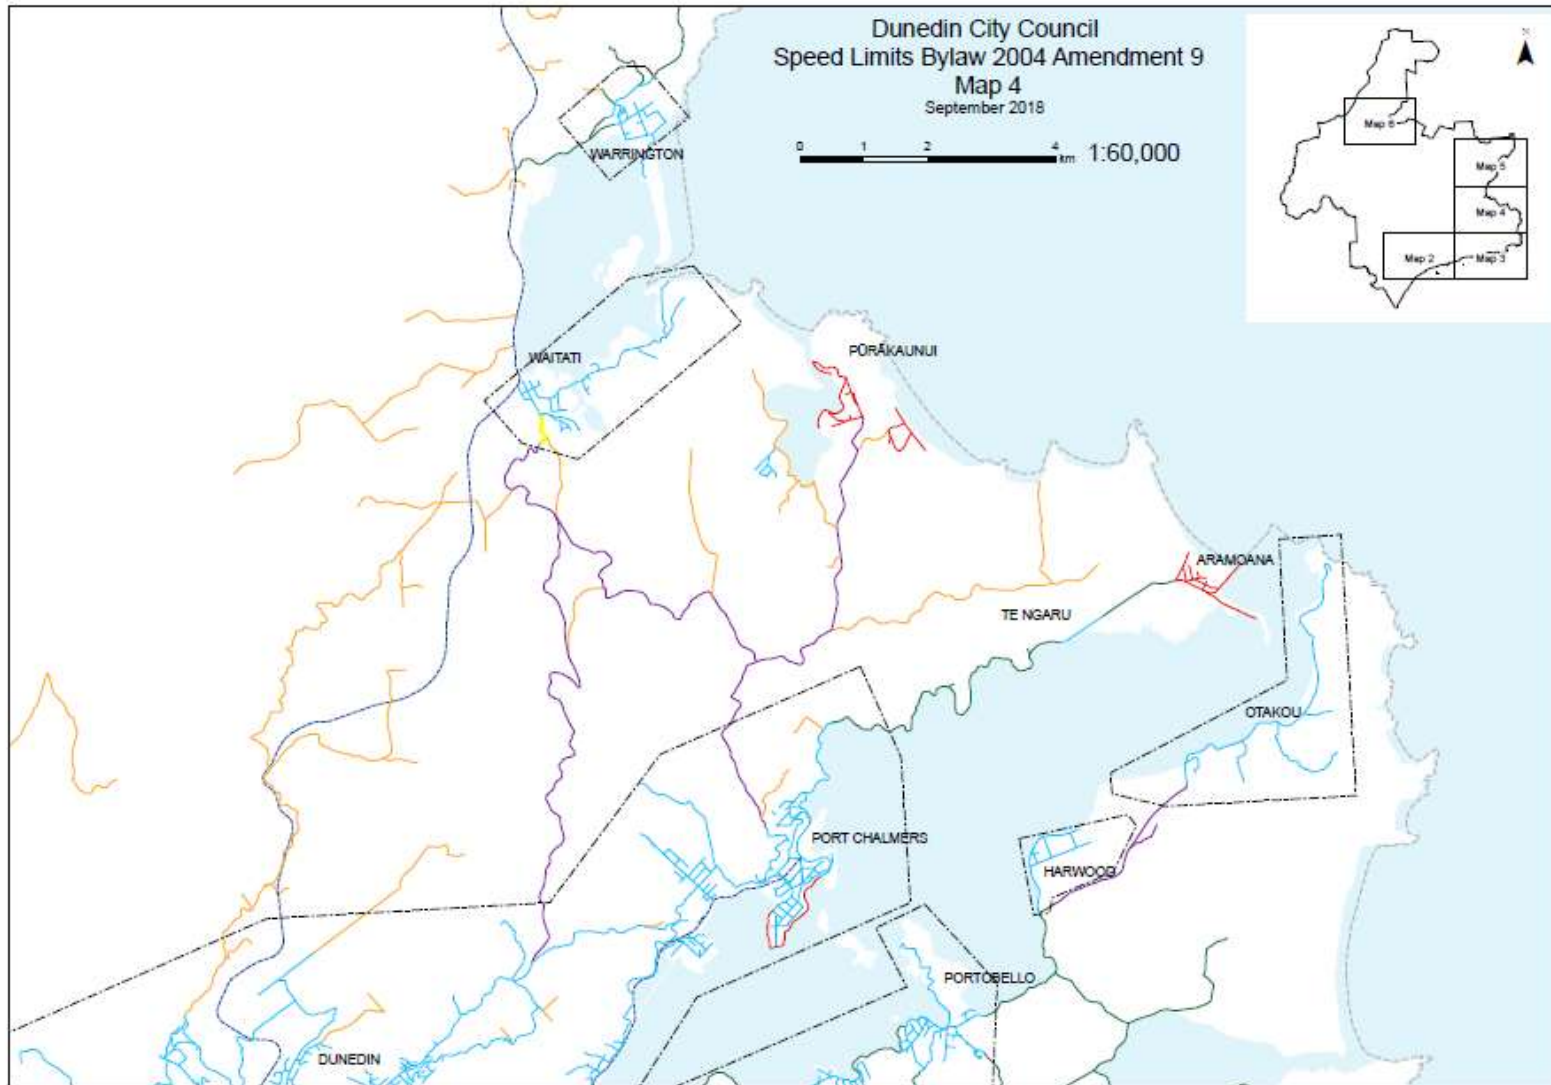 Dunedin City Council
Speed Limits Bylaw 2004 Amendment 9
Map 4
September 2018
0 1 2 4 km 1:60,000
N
Map 6
Map 5
Map 4
Map 2
Map 3
WARRINGTON
WAITATI
PŪRĀKAUNUI
ARAMOANA
TE NGARU
OTAKOU
PORT CHALMERS
HARWOOD
PORTOBELLO
DUNEDIN